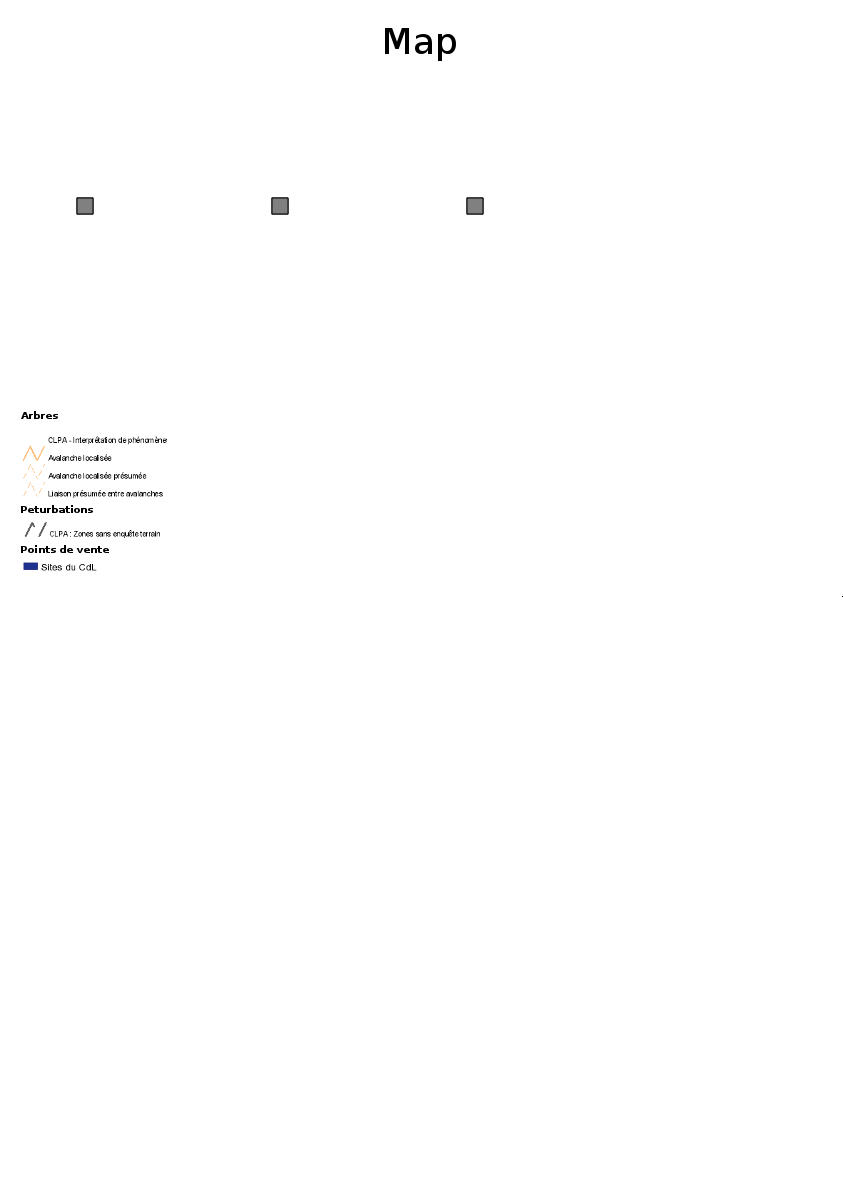 Map
Arbres
CLPA - Interprétation de phénomène
Avalanche localisée
Avalanche localisée présumée
Liaison présumée entre avalanches
Peturbations
CLPA : Zones sans enquête terrain
Points de vente
Sites du CdL